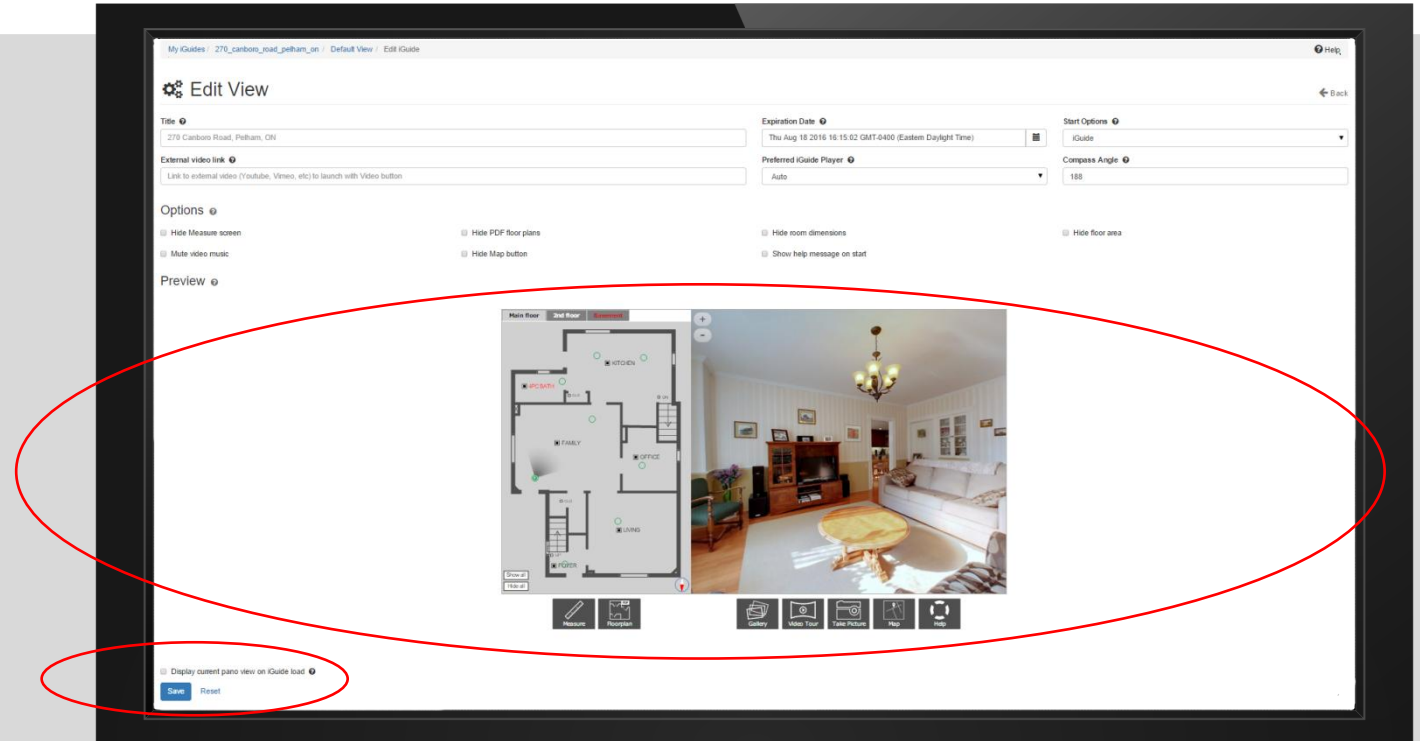 My iGuides / 270_canboro_road_pelham_on / Default View / Edit iGuide
Help
Edit View
Back
Title
Expiration Date
Start Options
270 Canboro Road, Pelham, ON
Thu Aug 18 2016 16:15:02 GMT-0400 (Eastern Daylight Time)
iGuide
External video link
Preferred iGuide Player
Compass Angle
Link to external video (Youtube, Vimeo, etc) to launch with Video button
Auto
188
Options
Hide Measure screen
Hide PDF floor plans
Hide room dimensions
Hide floor area
Mute video music
Hide Map button
Show help message on start
Preview
Main floor
2nd floor
Basement
KITCHEN
4PC BATH
FAMILY
OFFICE
LIVING
FOYER
Show all
Hide all
Measure
Floorplan
Gallery
Video Tour
Take Picture
Map
Help
Display current pano view on iGuide load
Save
Reset